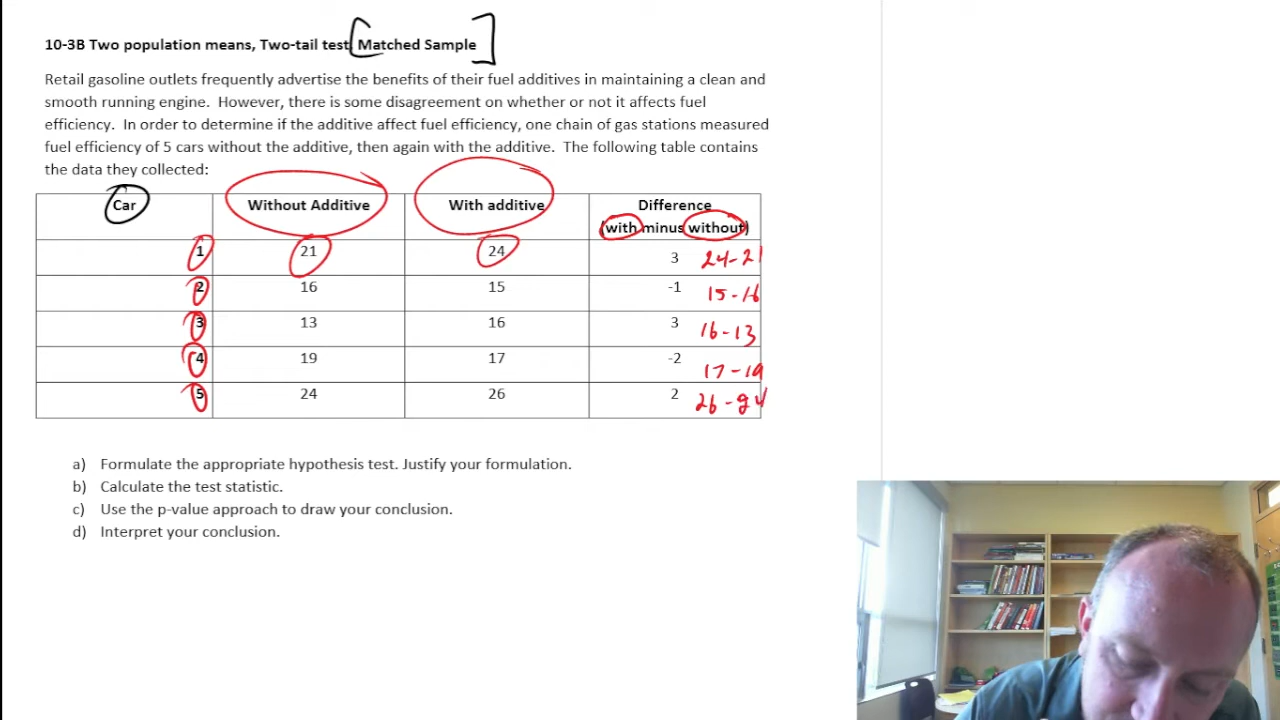 10-3B Two population means, Two-tail test [Matched Sample]
Retail gasoline outlets frequently advertise the benefits of their fuel additives in maintaining a clean and
smooth running engine. However, there is some disagreement on whether or not it affects fuel
efficiency. In order to determine if the additive affect fuel efficiency, one chain of gas stations measured
fuel efficiency of 5 cars without the additive, then again with the additive. The following table contains
the data they collected:
Car Without Additive With additive Difference
(with minus without)
1 21 24 3 24-21
2 16 15 -1 15-16
3 13 16 3 16-13
4 19 17 -2 17-19
5 24 26 2 26-24
a) Formulate the appropriate hypothesis test. Justify your formulation.
b) Calculate the test statistic.
c) Use the p-value approach to draw your conclusion.
d) Interpret your conclusion.